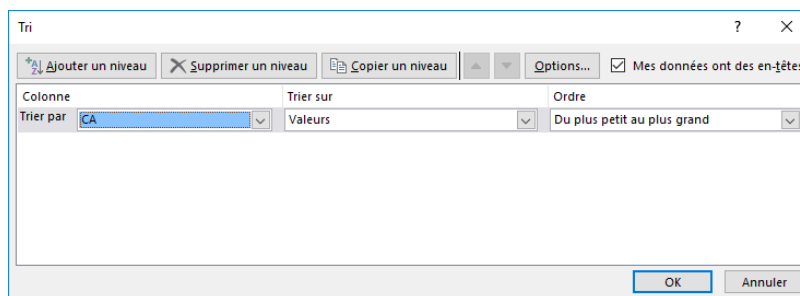 Tri ?
Ajouter un niveau Supprimer un niveau Copier un niveau Options... Mes données ont des en-têtes
Colonne Trier sur Ordre
Trier par CA Valeurs Du plus petit au plus grand
OK Annuler